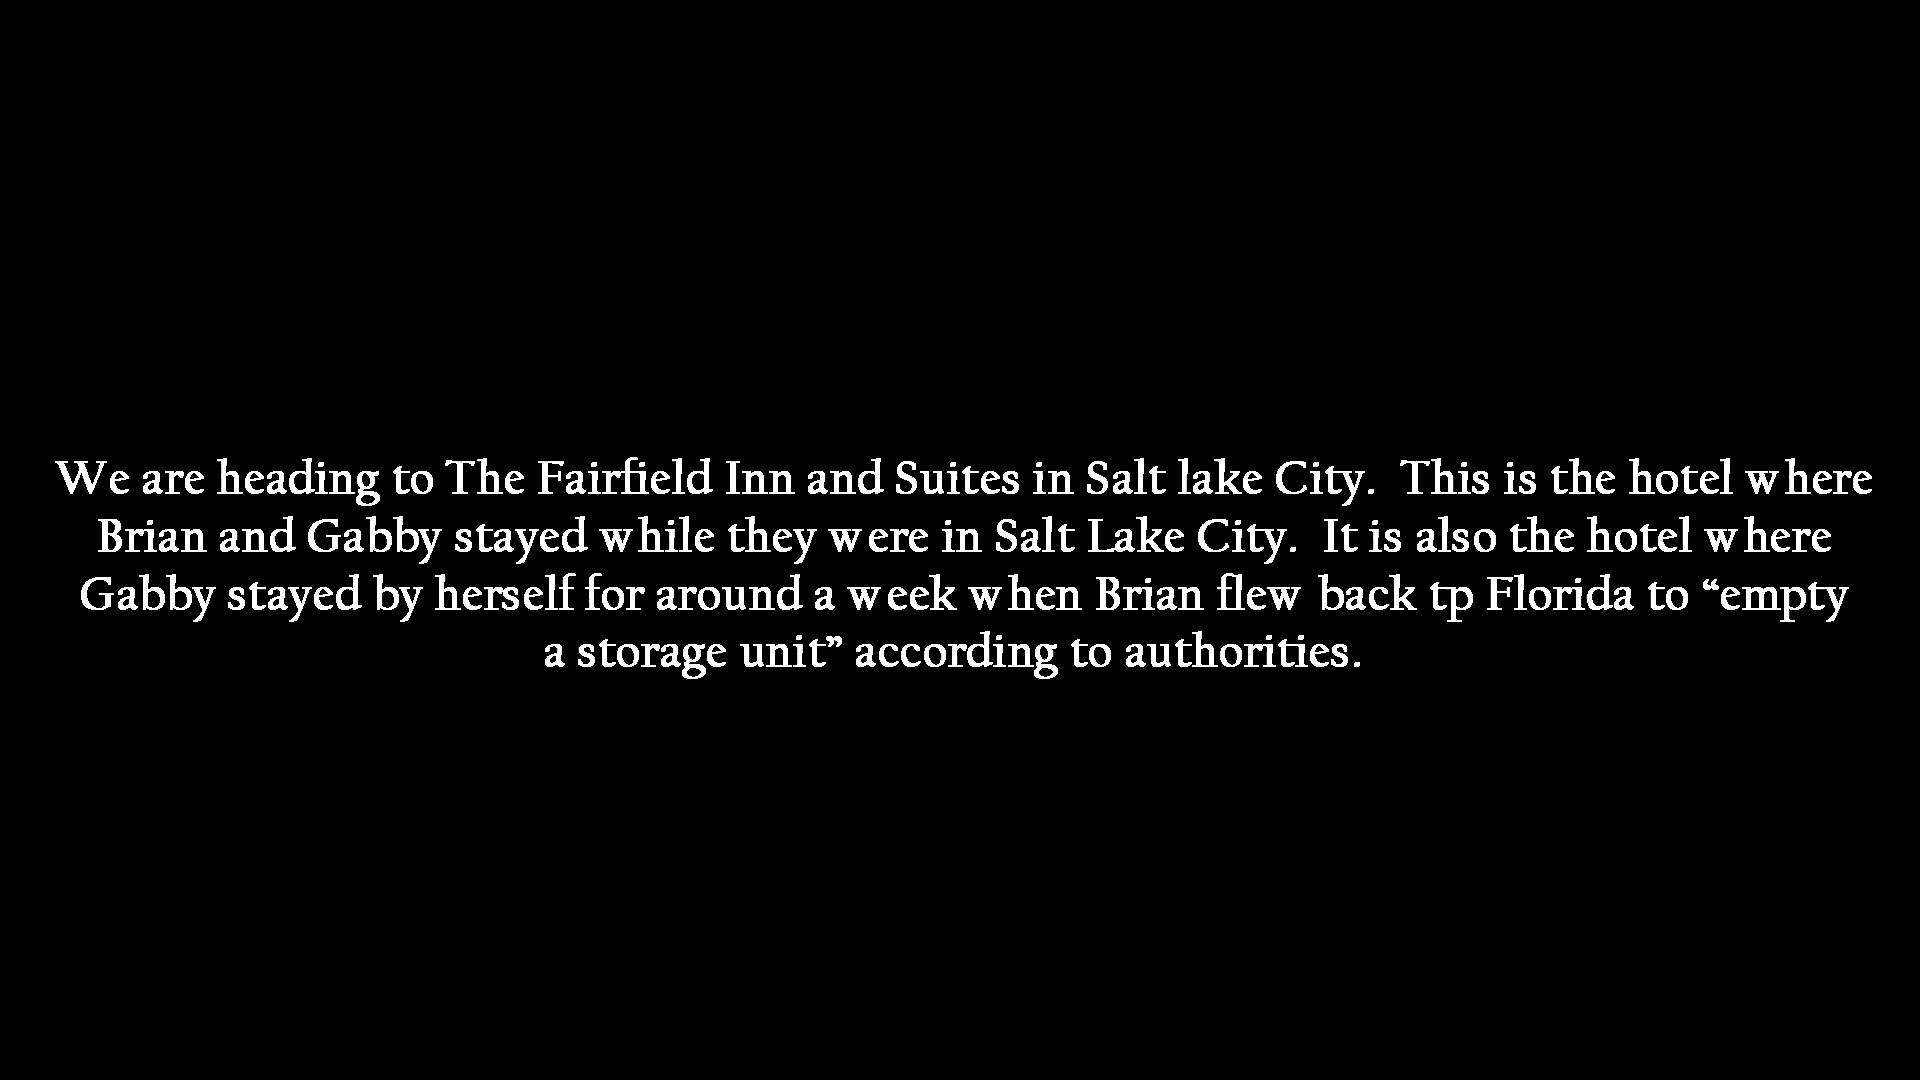 We are heading to The Fairfield Inn and Suites in Salt lake City.  This is the hotel where
Brian and Gabby stayed while they were in Salt Lake City.  It is also the hotel where
Gabby stayed by herself for around a week when Brian flew back tp Florida to “empty
a storage unit” according to authorities.